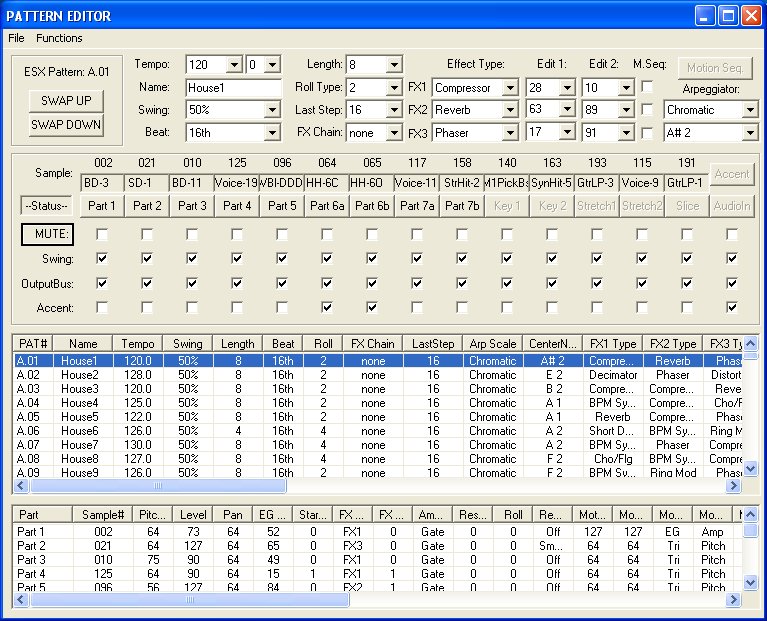 PATTERN EDITOR
File Functions
ESX Pattern: A.01
SWAP UP
SWAP DOWN
Tempo: 120 0 Length: 8 Effect Type: Edit 1: Edit 2: M.Seq: Motion Seq.
Name: House1 Roll Type: 2 FX1 Compressor 28 10 Arpeggiator:
Swing: 50% Last Step: 16 FX2 Reverb 63 89 Chromatic
Beat: 16th FX Chain: none FX3 Phaser 17 91 A# 2
Sample: 002 021 010 125 096 064 065 117 158 140 163 193 115 191
BD-3 SD-1 BD-11 Voice-19 WBI-DDD HH-6C HH-6O Voice-11 StrHit-2 M1PickBs SynHit-5 GtrLP-3 Voice-9 GtrLP-1 Accent
--Status-- Part 1 Part 2 Part 3 Part 4 Part 5 Part 6a Part 6b Part 7a Part 7b Key 1 Key 2 Stretch1 Stretch2 Slice AudioIn
MUTE:
Swing:
OutputBus:
Accent:
PAT# Name Tempo Swing Length Beat Roll FX Chain LastStep Arp Scale CenterN... FX1 Type FX2 Type FX3 Ty
A.01 House1 120.0 50% 8 16th 2 none 16 Chromatic A# 2 Compre... Reverb Phas
A.02 House2 128.0 50% 8 16th 2 none 16 Chromatic E 2 Decimator Phaser Distort
A.03 House3 120.0 50% 8 16th 2 none 16 Chromatic B 2 Compre... Compre... Reve
A.04 House4 125.0 50% 8 16th 2 none 16 Chromatic A 1 BPM Sy... BPM Sy... Cho/F
A.05 House5 122.0 50% 8 16th 2 none 16 Chromatic A 1 Reverb Compre... Phas
A.06 House6 126.0 50% 4 16th 4 none 16 Chromatic A 2 Short D... BPM Sy... Ring M
A.07 House7 130.0 50% 8 16th 4 none 16 Chromatic A 2 BPM Sy... Phaser Compre
A.08 House8 127.0 50% 8 16th 4 none 16 Chromatic F 2 Cho/Flg BPM Sy... Comp
A.09 House9 126.0 50% 8 16th 2 none 16 Chromatic F 2 BPM Sy... Ring Mod Phas
Part Sample# Pitc... Level Pan EG ... Star... FX ... FX ... Am... Res... Roll Re... Mot... Mo... Mo... Mo...
Part 1 002 64 73 64 52 0 FX1 0 Gate 0 0 Off 127 127 EG Amp
Part 2 021 64 127 64 65 0 FX3 0 Gate 0 0 Sm... 64 64 Tri Pitch
Part 3 010 75 90 64 49 0 FX1 0 Gate 0 0 Off 64 64 Tri Pitch
Part 4 125 64 90 64 15 1 FX1 1 Gate 0 0 Off 64 64 Tri Pitch
Part 5 096 56 127 64 84 0 FX2 1 Gate 0 0 Off 64 64 Tri Pitch